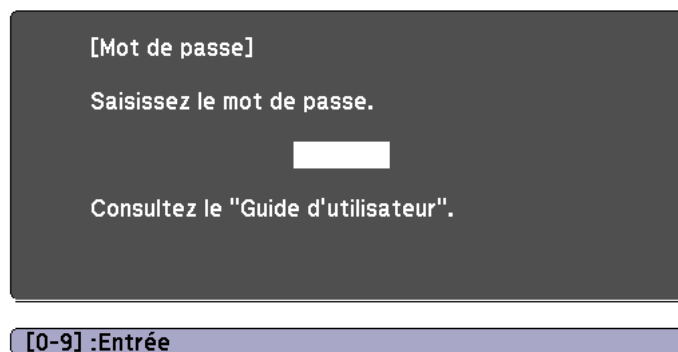 [Mot de passe]
Saisissez le mot de passe.
Consultez le "Guide d'utilisateur".
[0-9] :Entrée